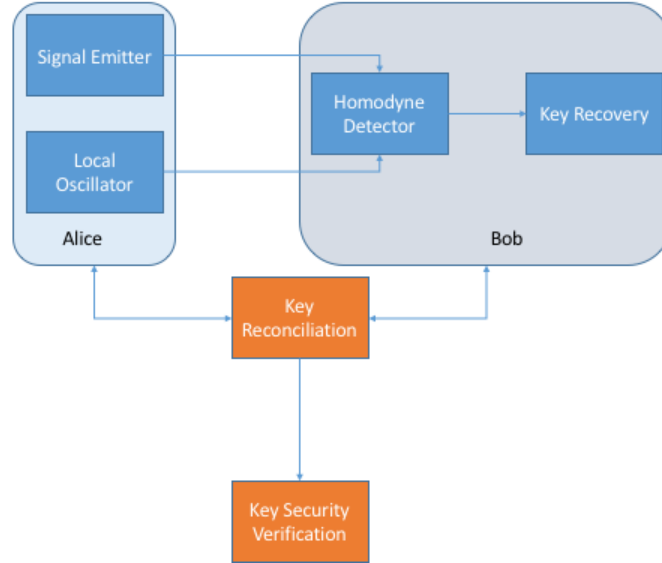 Signal Emitter
Homodyne
Detector
Key Recovery
Local
Oscillator
Alice
Bob
Key
Reconciliation
Key Security
Verification